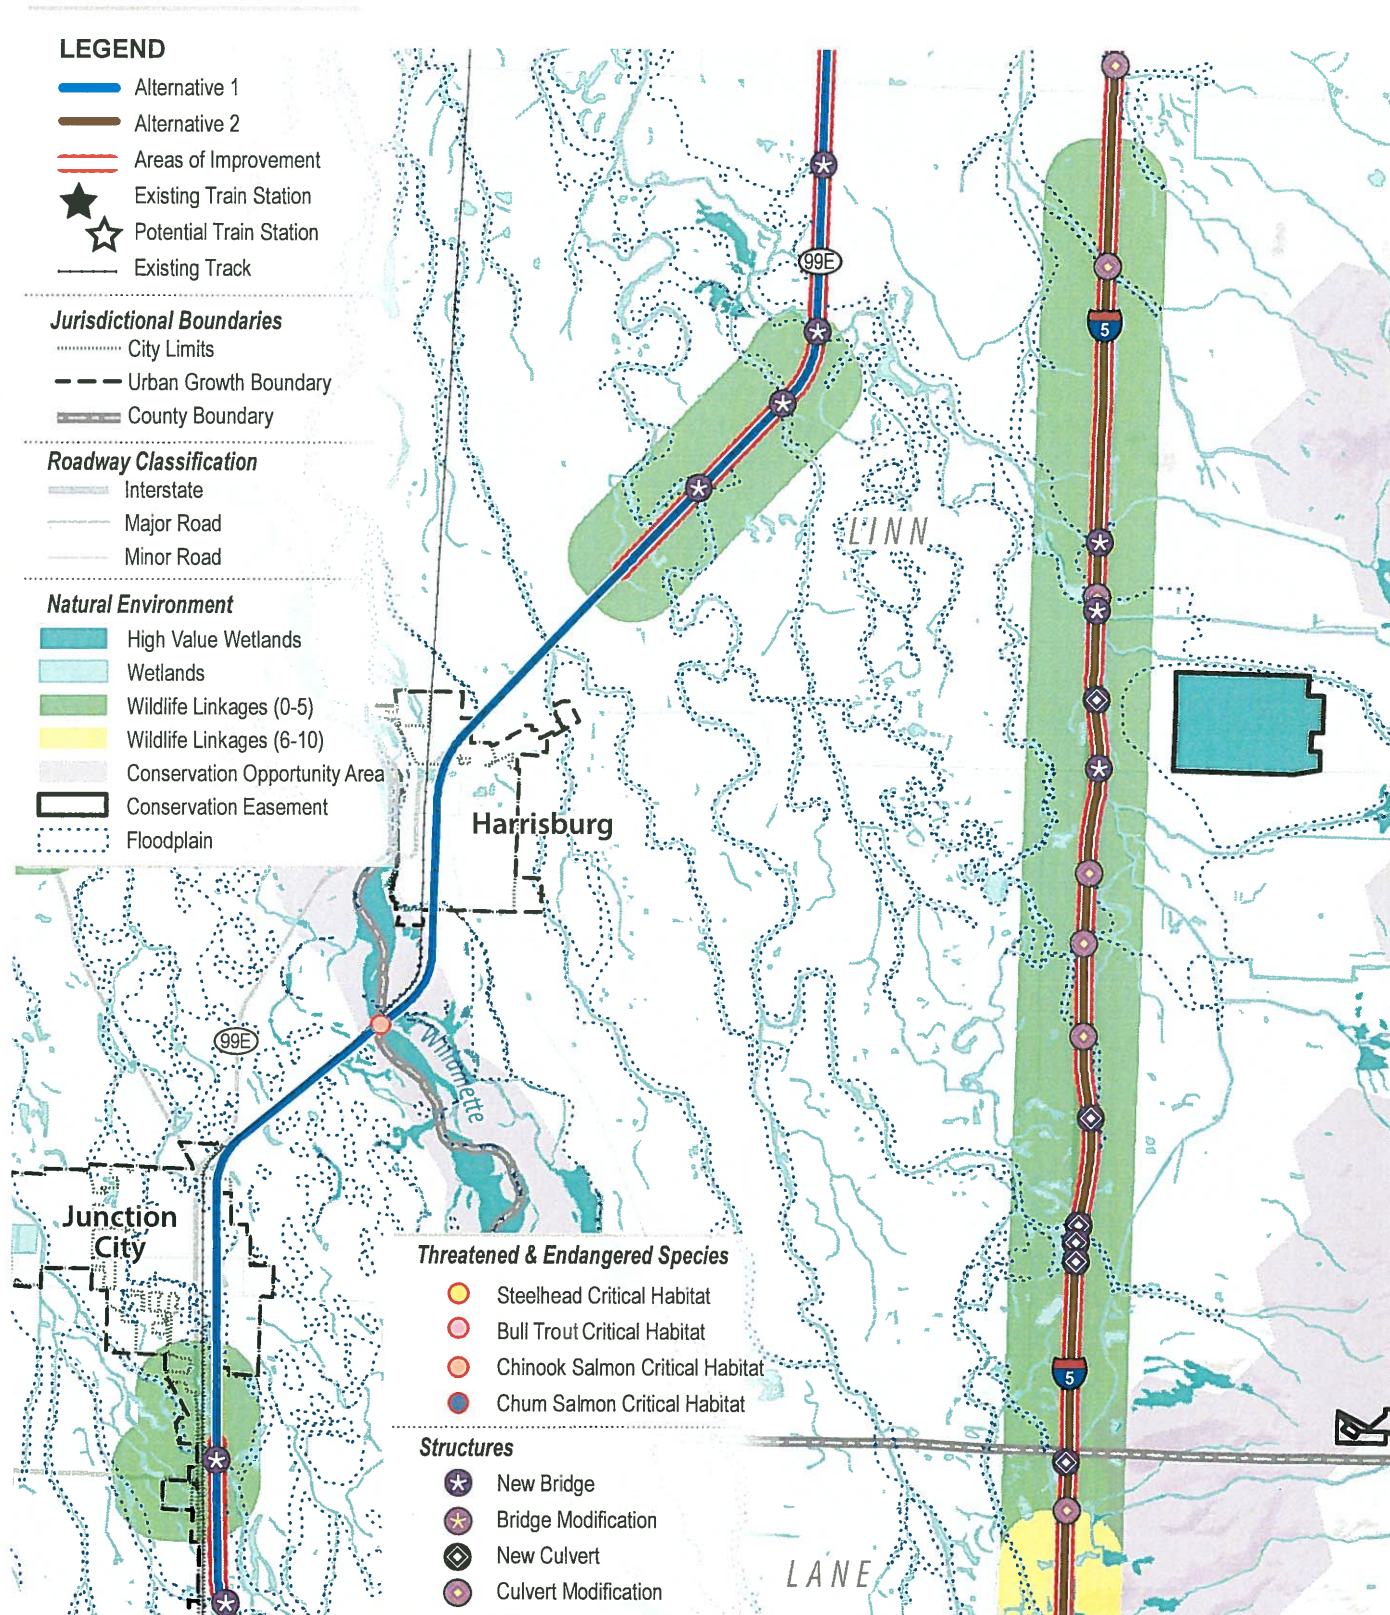 LEGEND
Alternative 1
Alternative 2
Areas of Improvement
Existing Train Station
Potential Train Station
Existing Track
Jurisdictional Boundaries
City Limits
Urban Growth Boundary
County Boundary
Roadway Classification
Interstate
Major Road
Minor Road
Natural Environment
High Value Wetlands
Wetlands
Wildlife Linkages (0-5)
Wildlife Linkages (6-10)
Conservation Opportunity Area
Conservation Easement
Floodplain
99E
5
LINN
Harrisburg
99E
Willamette
Junction
City
5
Threatened & Endangered Species
Steelhead Critical Habitat
Bull Trout Critical Habitat
Chinook Salmon Critical Habitat
Chum Salmon Critical Habitat
Structures
New Bridge
Bridge Modification
New Culvert
Culvert Modification
LANE